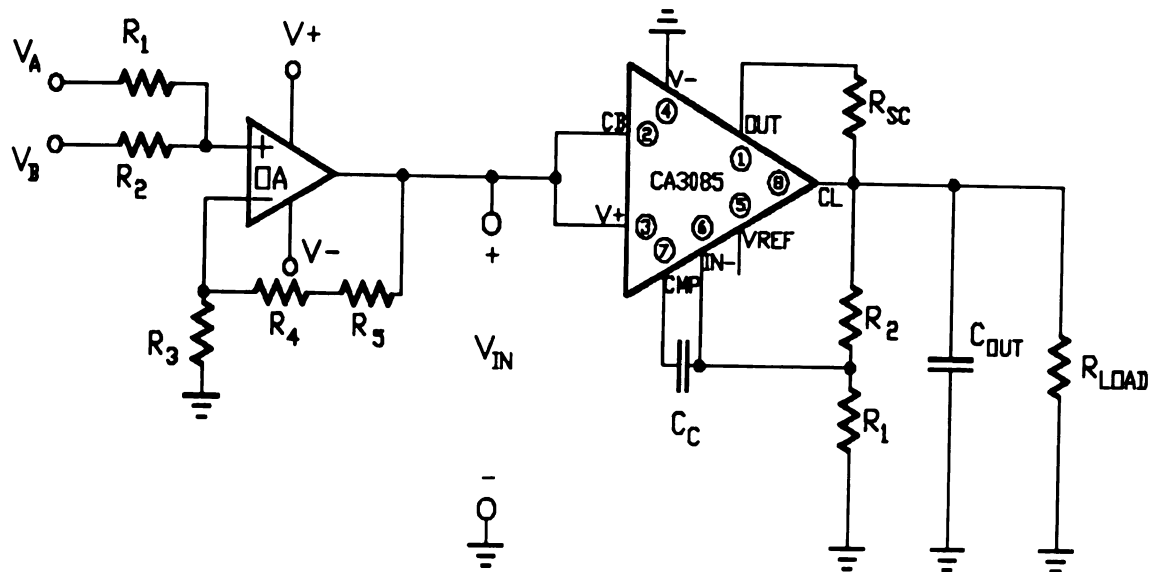 V+
R1
VA
V-
④
OUT
RSC
CB
②
+
VB
R2
OA
①
CA3085
⑧
CL
V+
③
⑤
⑥
VREF
-
V-
⑦
IN-
+
CMP
R4
R5
R2
R3
VIN
COUT
RLOAD
CC
R1
-